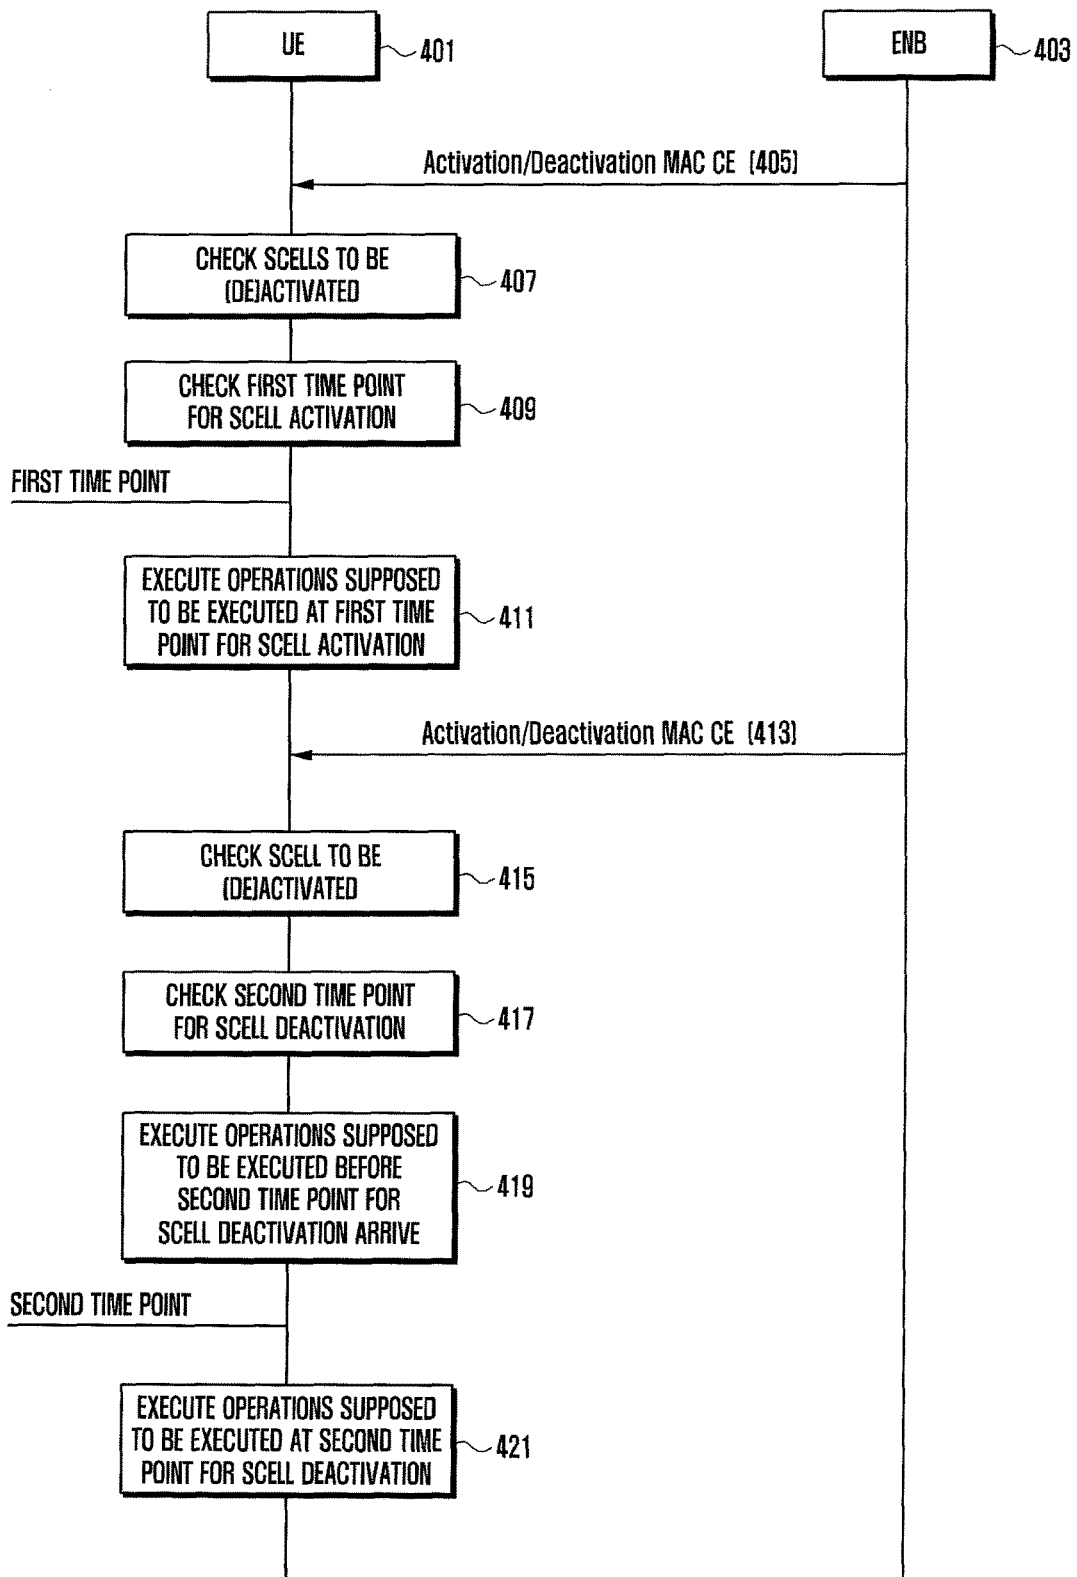 UE
401
ENB
403
Activation/Deactivation MAC CE (405)
CHECK SCELLS TO BE
(DE)ACTIVATED
407
CHECK FIRST TIME POINT
FOR SCELL ACTIVATION
409
FIRST TIME POINT
EXECUTE OPERATIONS SUPPOSED
TO BE EXECUTED AT FIRST TIME
POINT FOR SCELL ACTIVATION
411
Activation/Deactivation MAC CE (413)
CHECK SCELL TO BE
(DE)ACTIVATED
415
CHECK SECOND TIME POINT
FOR SCELL DEACTIVATION
417
EXECUTE OPERATIONS SUPPOSED
TO BE EXECUTED BEFORE
SECOND TIME POINT FOR
SCELL DEACTIVATION ARRIVE
419
SECOND TIME POINT
EXECUTE OPERATIONS SUPPOSED
TO BE EXECUTED AT SECOND TIME
POINT FOR SCELL DEACTIVATION
421